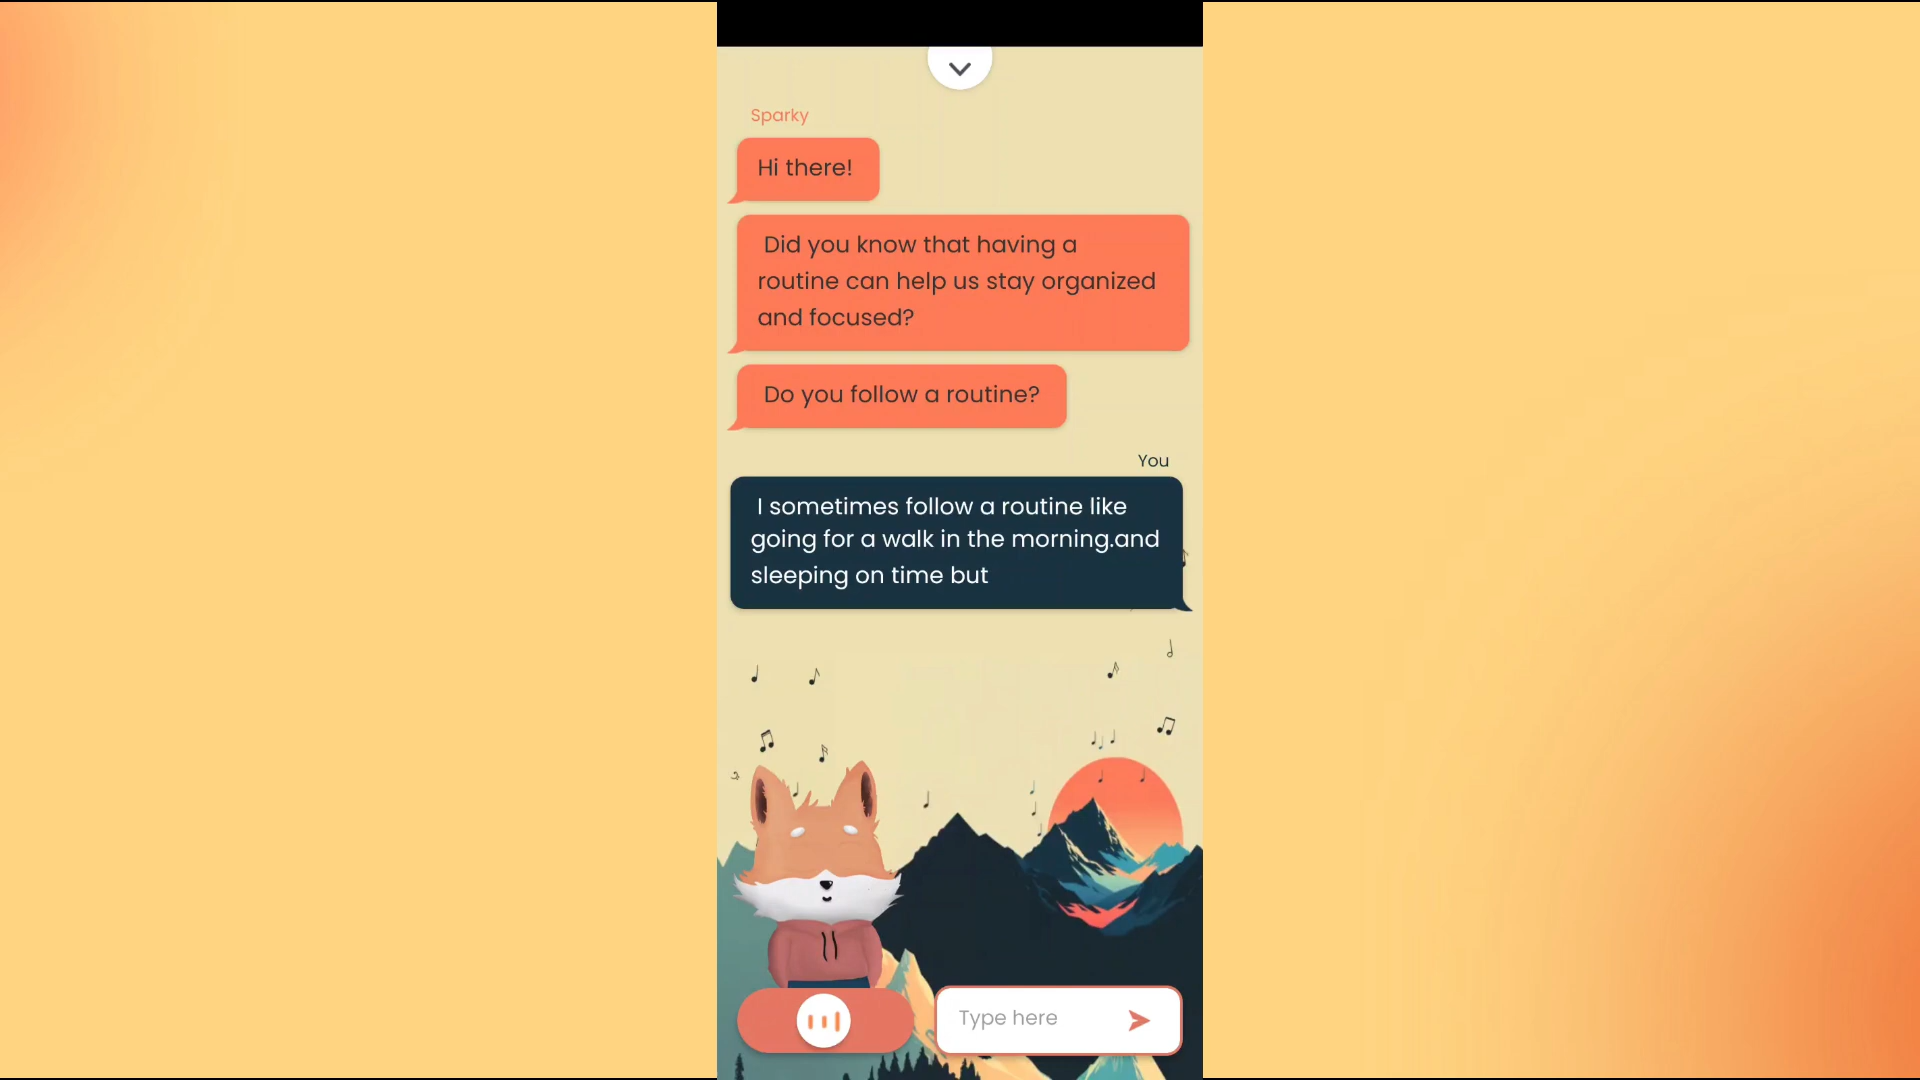 Sparky
Hi there!
Did you know that having a
routine can help us stay organized
and focused?
Do you follow a routine?
You
I sometimes follow a routine like
going for a walk in the morning.and
sleeping on time but
Type here